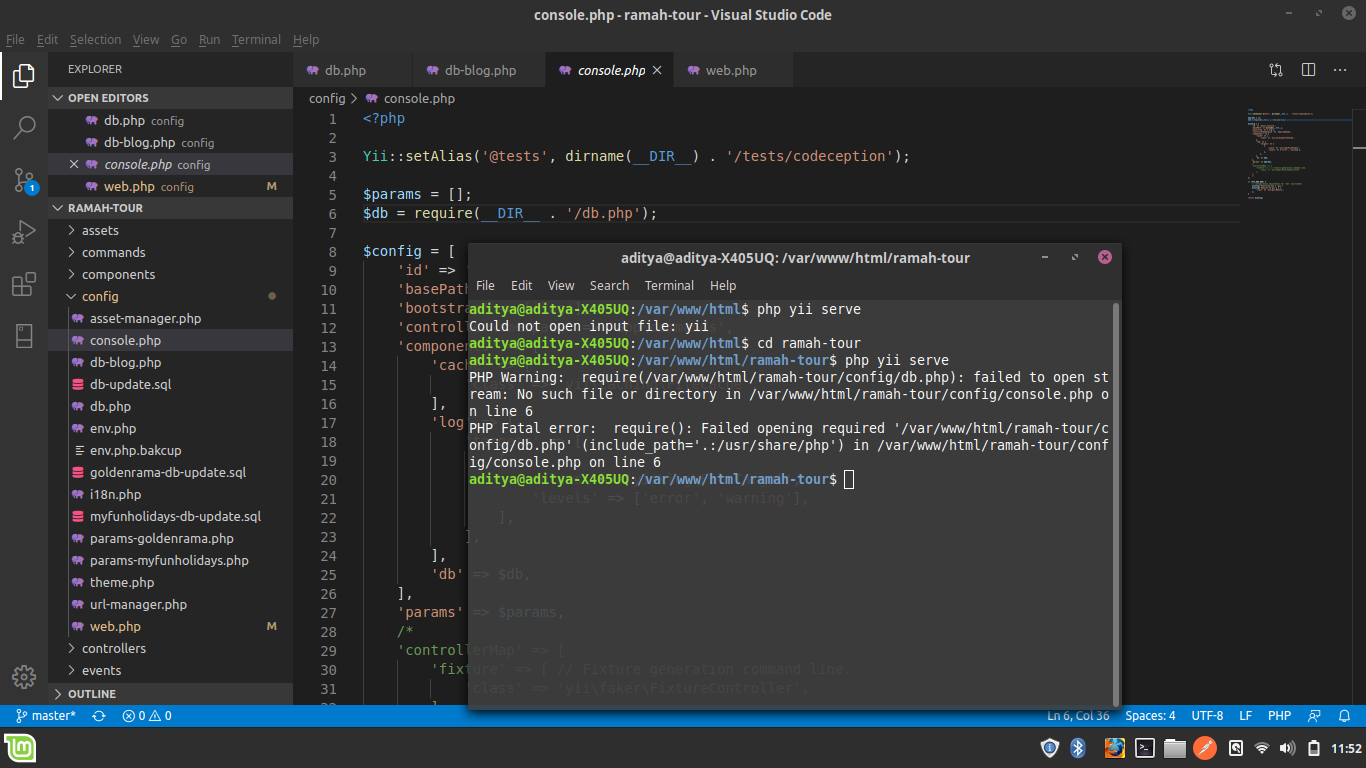 console.php - ramah-tour - Visual Studio Code
File Edit Selection View Go Run Terminal Help
EXPLORER
OPEN EDITORS
db.php config
db-blog.php config
console.php config
web.php config M
RAMAH-TOUR
assets
commands
components
config
asset-manager.php
console.php
db-blog.php
db-update.sql
db.php
env.php
env.php.bakcup
goldenrama-db-update.sql
i18n.php
myfunholidays-db-update.sql
params-goldenrama.php
params-myfunholidays.php
theme.php
url-manager.php
web.php M
controllers
events
OUTLINE
1
db.php db-blog.php console.php web.php
config > console.php
1 <?php
2
3 Yii::setAlias('@tests', dirname(__DIR__) . '/tests/codeception');
4
5 $params = [];
6 $db = require(__DIR__ . '/db.php');
7
8 $config = [
9 'id' =>
10 'basePath
11 'bootstra
12 'controll
13 'componen
14 'cach
15
16 ],
17 'log
18
19
20
21 'levels' => ['error', 'warning'],
22 ],
23 ],
24 ],
25 'db' => $db,
26 ],
27 'params' => $params,
28 /*
29 'controllerMap' => [
30 'fixture' => [ // Fixture generation command line.
31 'class' => 'yii\faker\FixtureController',
aditya@aditya-X405UQ: /var/www/html/ramah-tour
File Edit View Search Terminal Help
aditya@aditya-X405UQ:/var/www/html$ php yii serve
Could not open input file: yii
aditya@aditya-X405UQ:/var/www/html$ cd ramah-tour
aditya@aditya-X405UQ:/var/www/html/ramah-tour$ php yii serve
PHP Warning:  require(/var/www/html/ramah-tour/config/db.php): failed to open st
ream: No such file or directory in /var/www/html/ramah-tour/config/console.php o
n line 6
PHP Fatal error:  require(): Failed opening required '/var/www/html/ramah-tour/c
onfig/db.php' (include_path='.:/usr/share/php') in /var/www/html/ramah-tour/conf
ig/console.php on line 6
aditya@aditya-X405UQ:/var/www/html/ramah-tour$
master* 0 0 Ln 6, Col 36 Spaces: 4 UTF-8 LF PHP
11:52